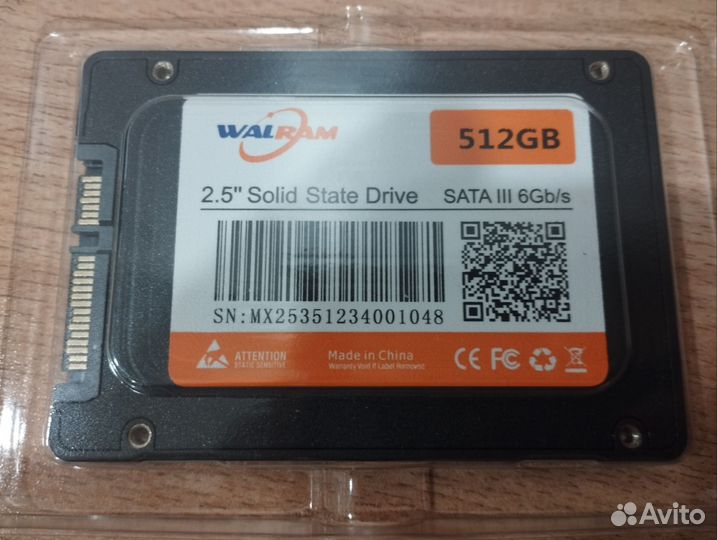 WALRAM
512GB
2.5" Solid State Drive SATA III 6Gb/s
SN:MX25351234001048
ATTENTION
STATIC SENSITIVE
Made in China
Warranty Void If Label Removed
CE FC
Avito